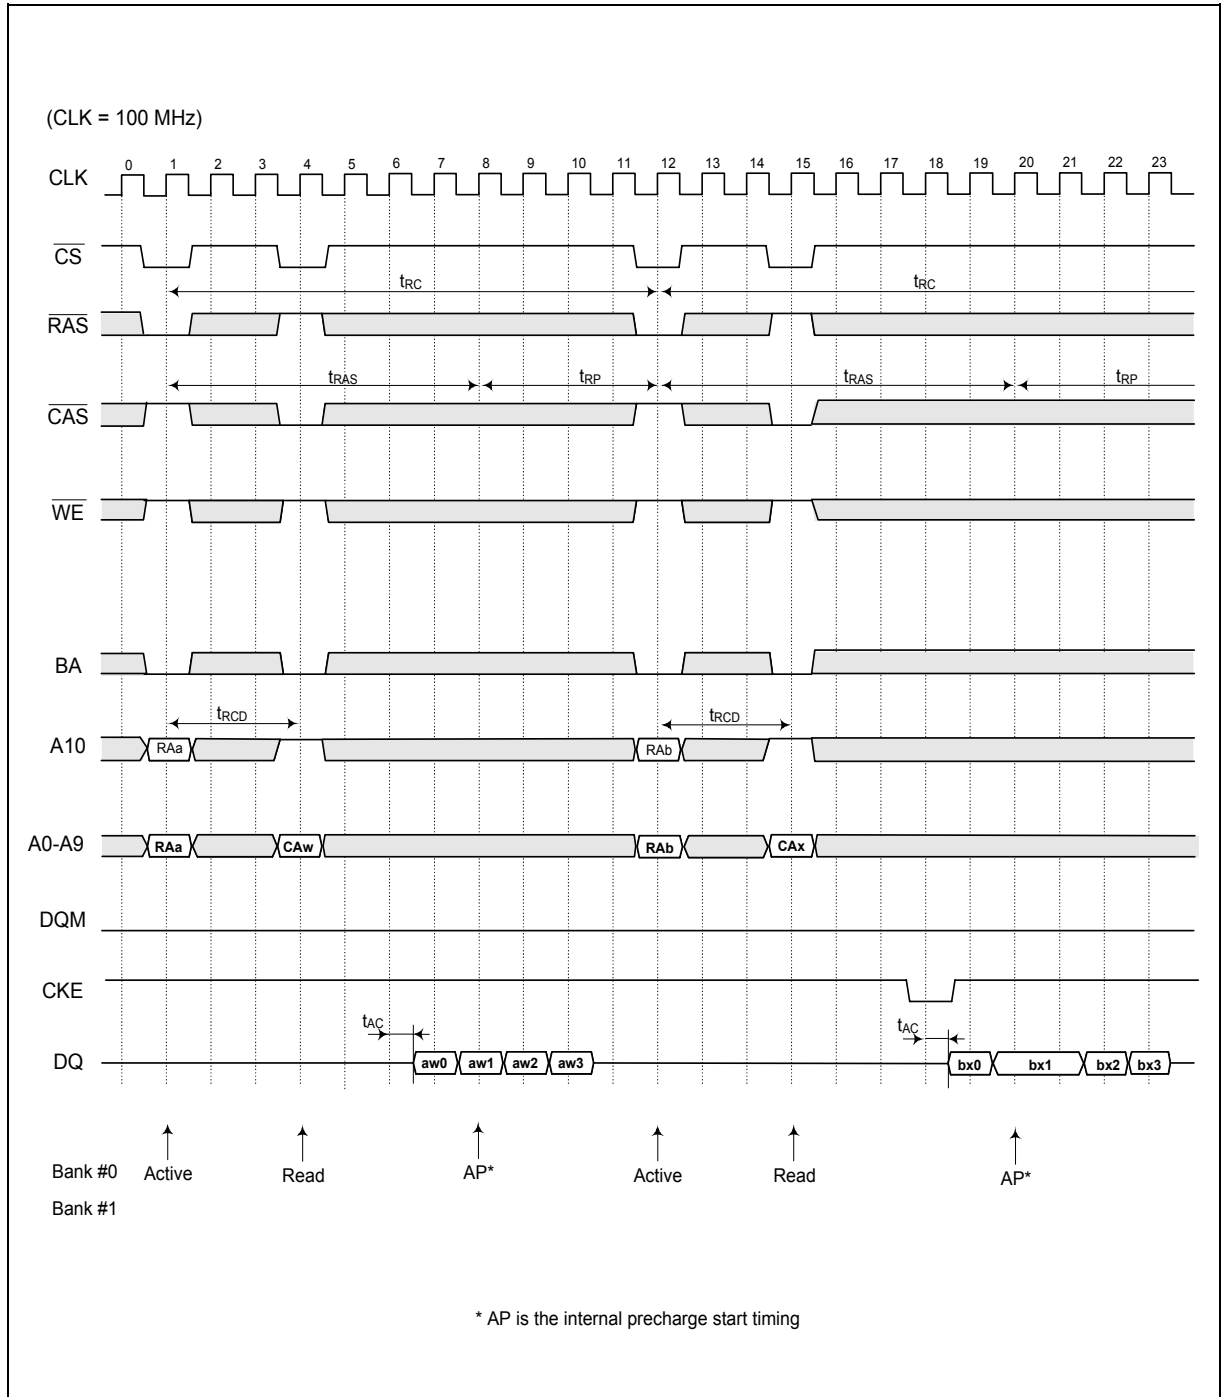 (CLK = 100 MHz)
0 1 2 3 4 5 6 7 8 9 10 11 12 13 14 15 16 17 18 19 20 21 22 23
CLK
CS
tRC tRC
RAS
tRAS tRP tRAS tRP
CAS
WE
BA
tRCD tRCD
A10 RAa RAb
A0-A9 RAa CAw RAb CAx
DQM
CKE
tAC tAC
DQ aw0 aw1 aw2 aw3 bx0 bx1 bx2 bx3
Bank #0 Active Read AP* Active Read AP*
Bank #1
* AP is the internal precharge start timing